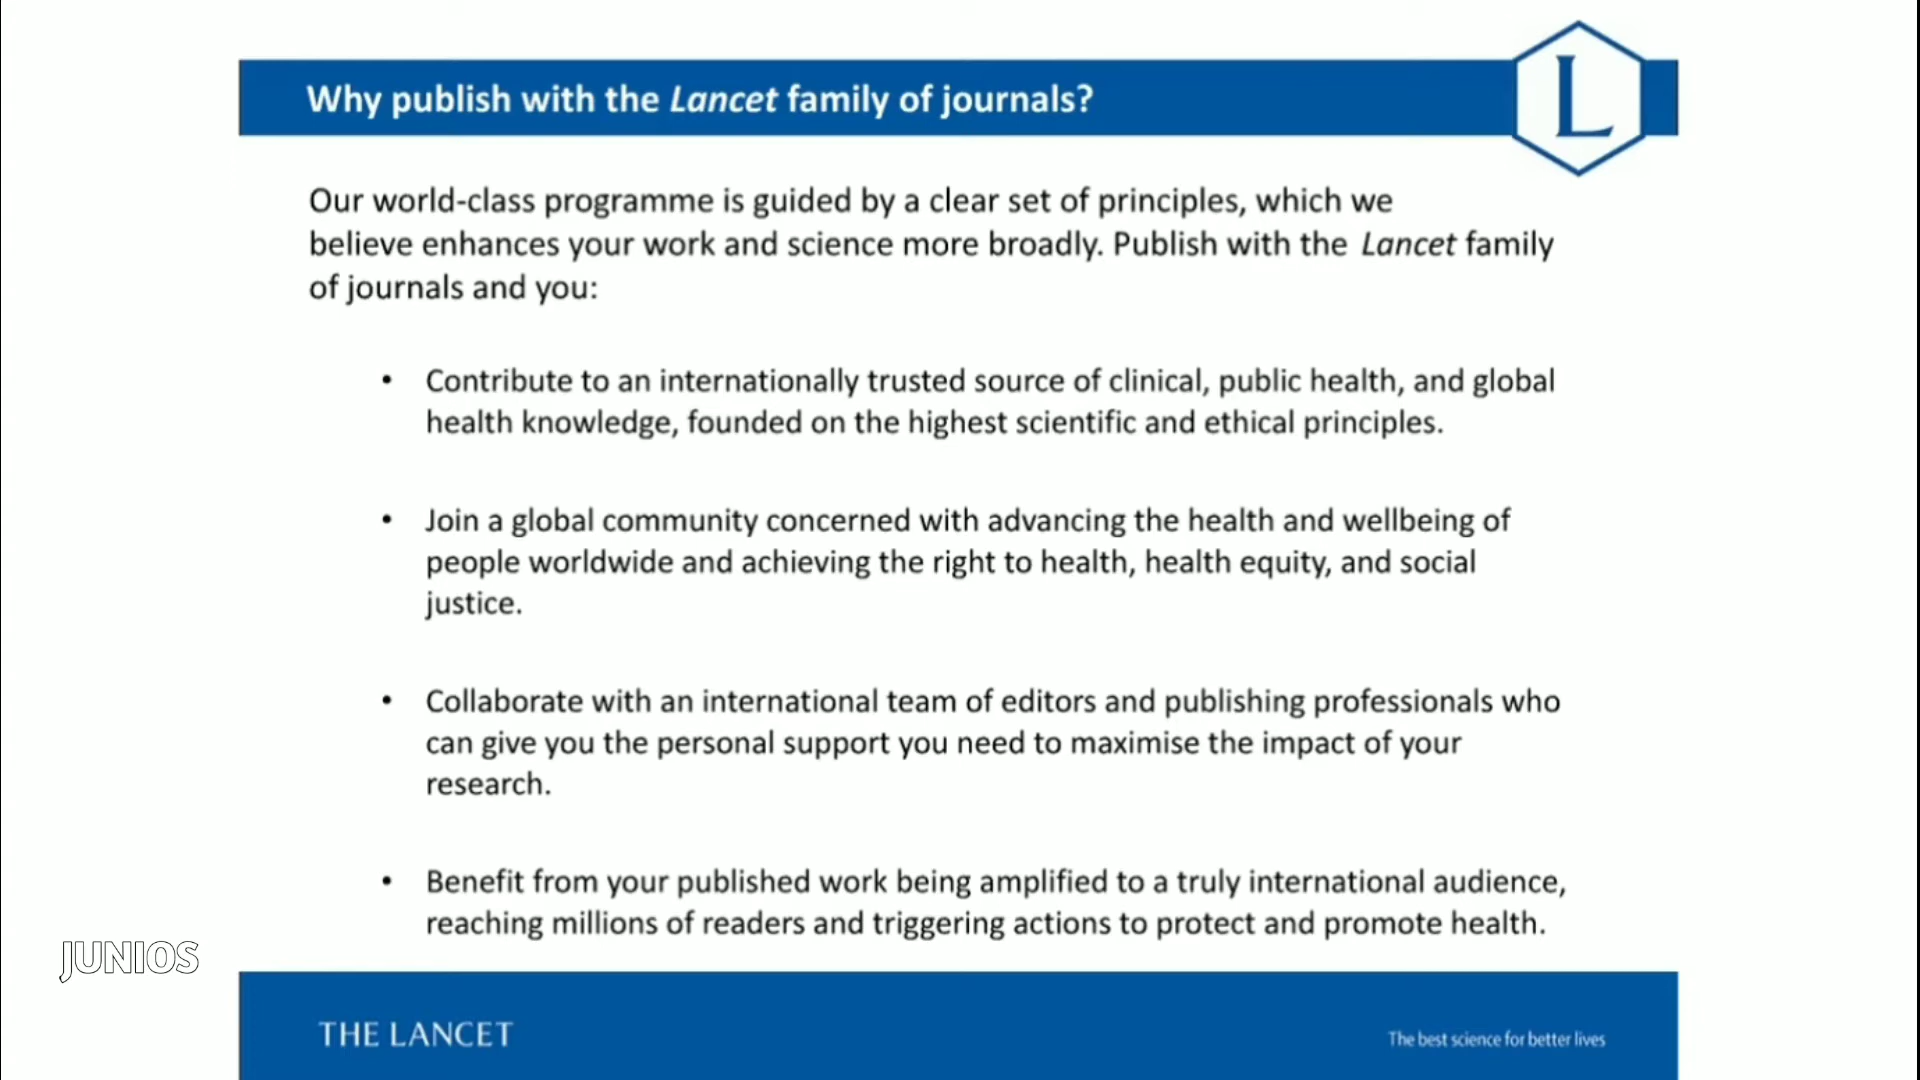 Why publish with the Lancet family of journals?
L
Our world-class programme is guided by a clear set of principles, which we
believe enhances your work and science more broadly. Publish with the Lancet family
of journals and you:
• Contribute to an internationally trusted source of clinical, public health, and global
health knowledge, founded on the highest scientific and ethical principles.
• Join a global community concerned with advancing the health and wellbeing of
people worldwide and achieving the right to health, health equity, and social
justice.
• Collaborate with an international team of editors and publishing professionals who
can give you the personal support you need to maximise the impact of your
research.
• Benefit from your published work being amplified to a truly international audience,
reaching millions of readers and triggering actions to protect and promote health.
JUNIOS
THE LANCET
The best science for better lives